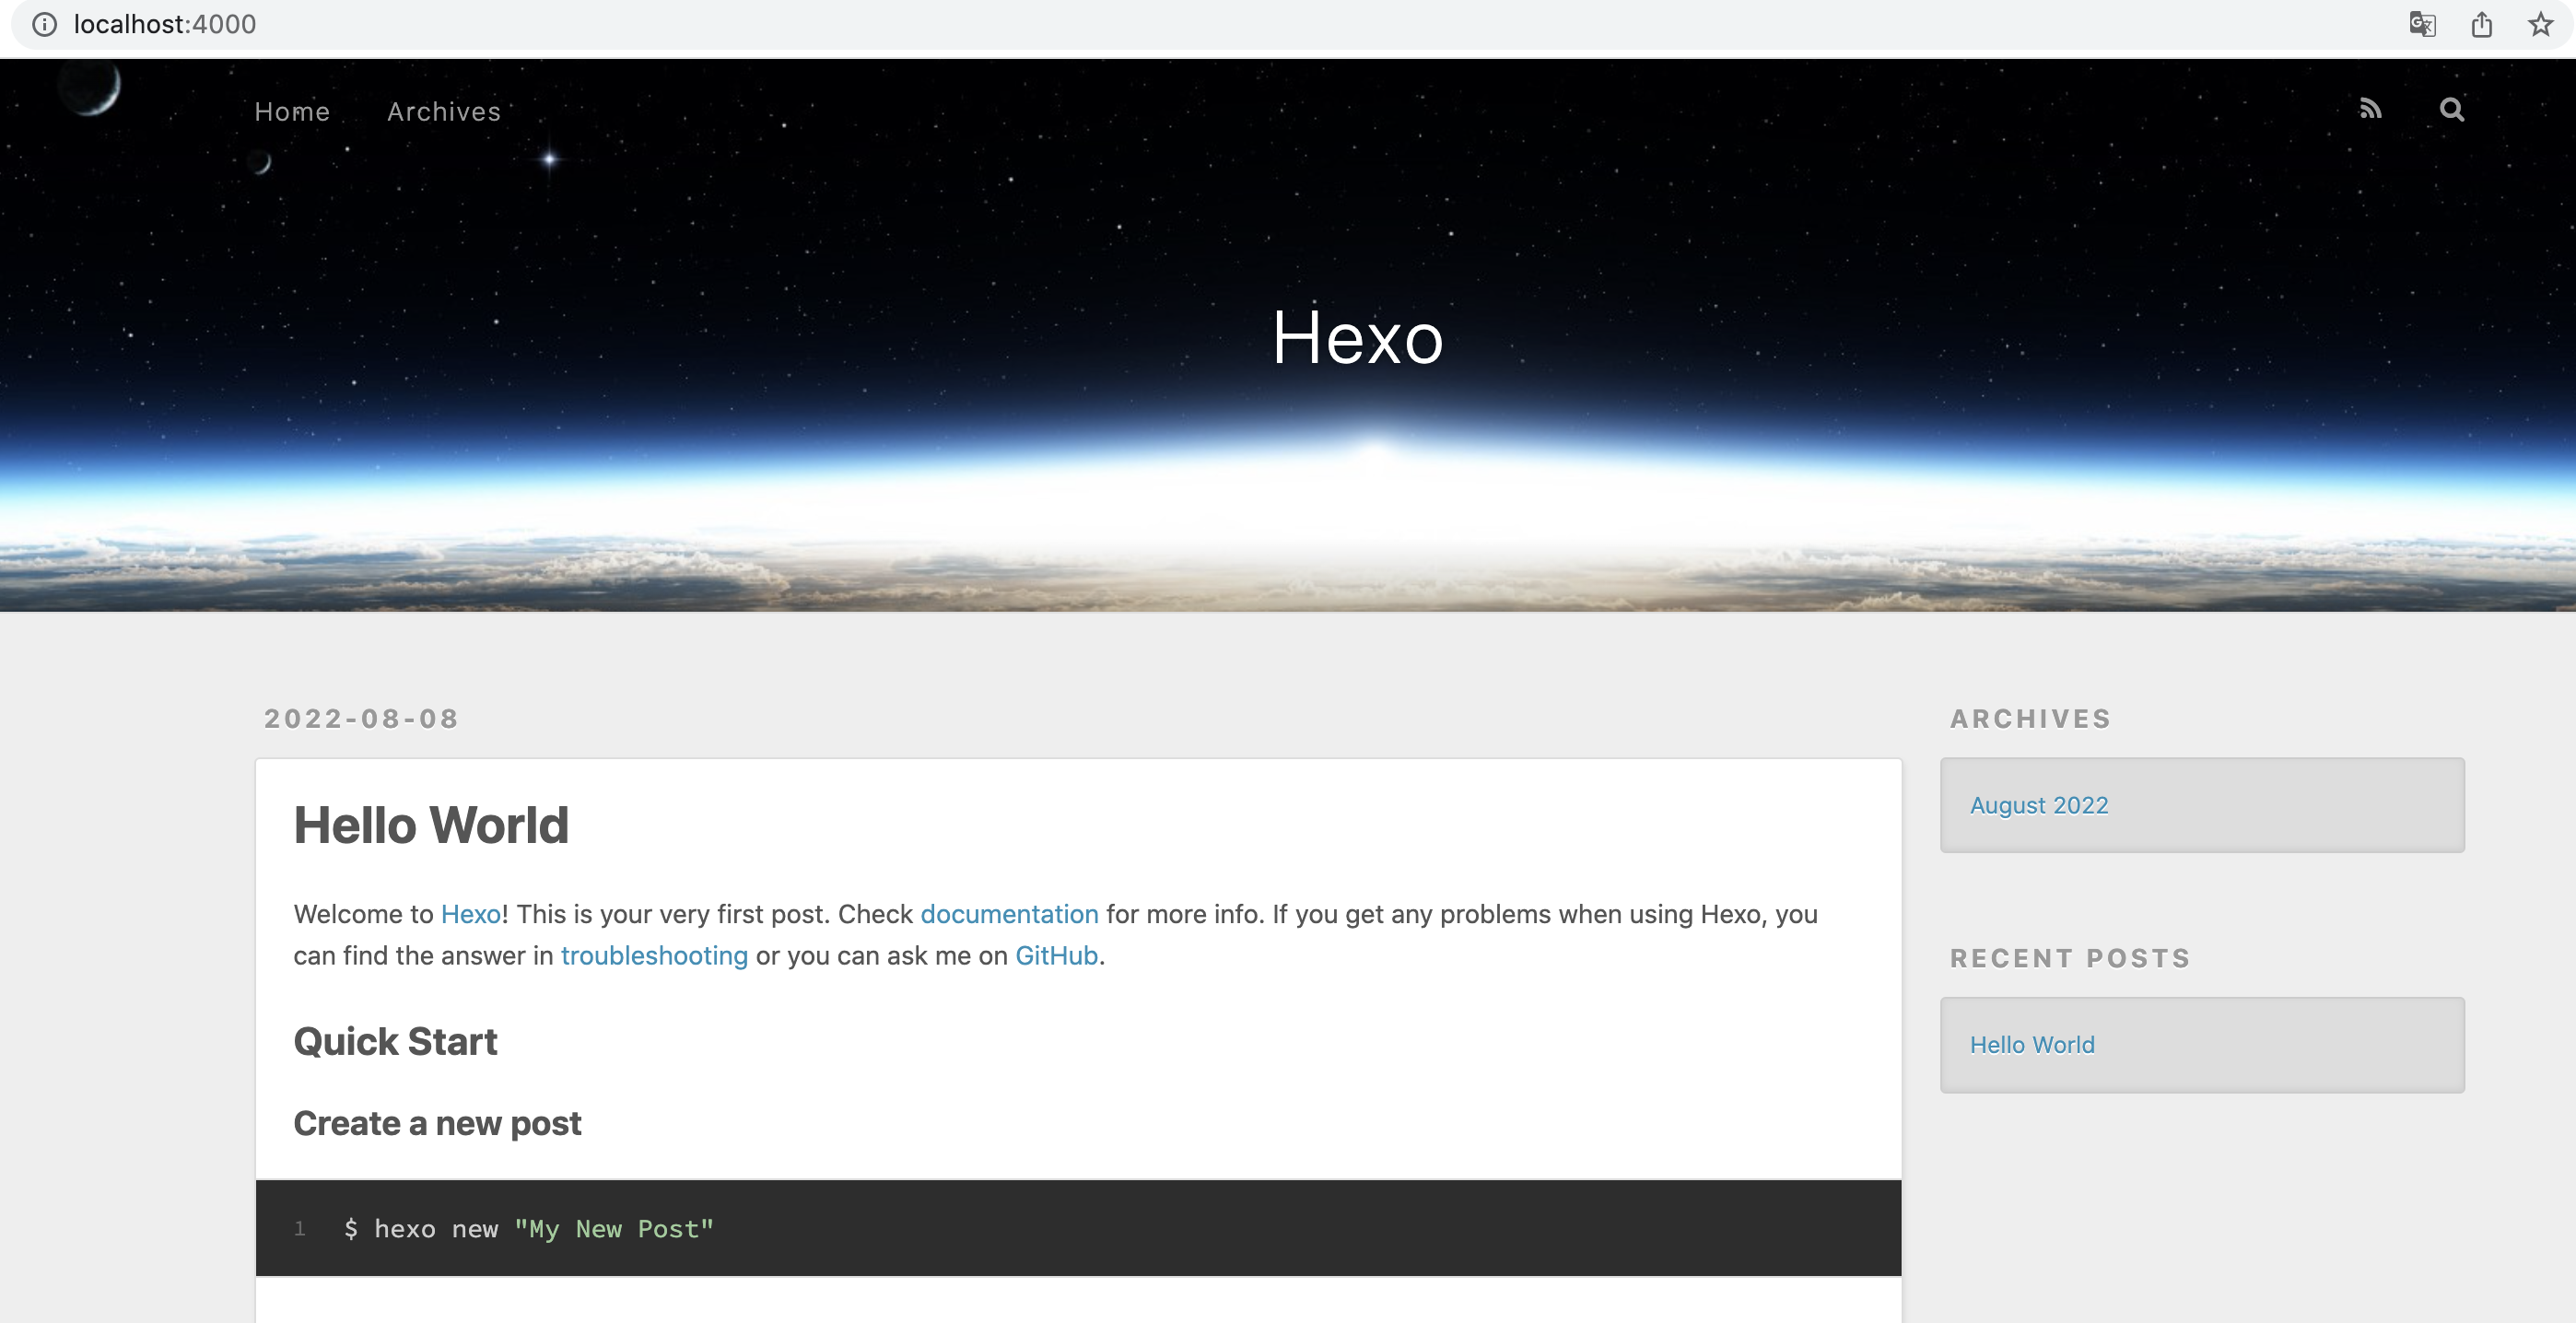 localhost:4000
Home Archives
Hexo
2022-08-08
Hello World
Welcome to Hexo! This is your very first post. Check documentation for more info. If you get any problems when using Hexo, you
can find the answer in troubleshooting or you can ask me on GitHub.
Quick Start
Create a new post
1 $ hexo new "My New Post"
ARCHIVES
August 2022
RECENT POSTS
Hello World